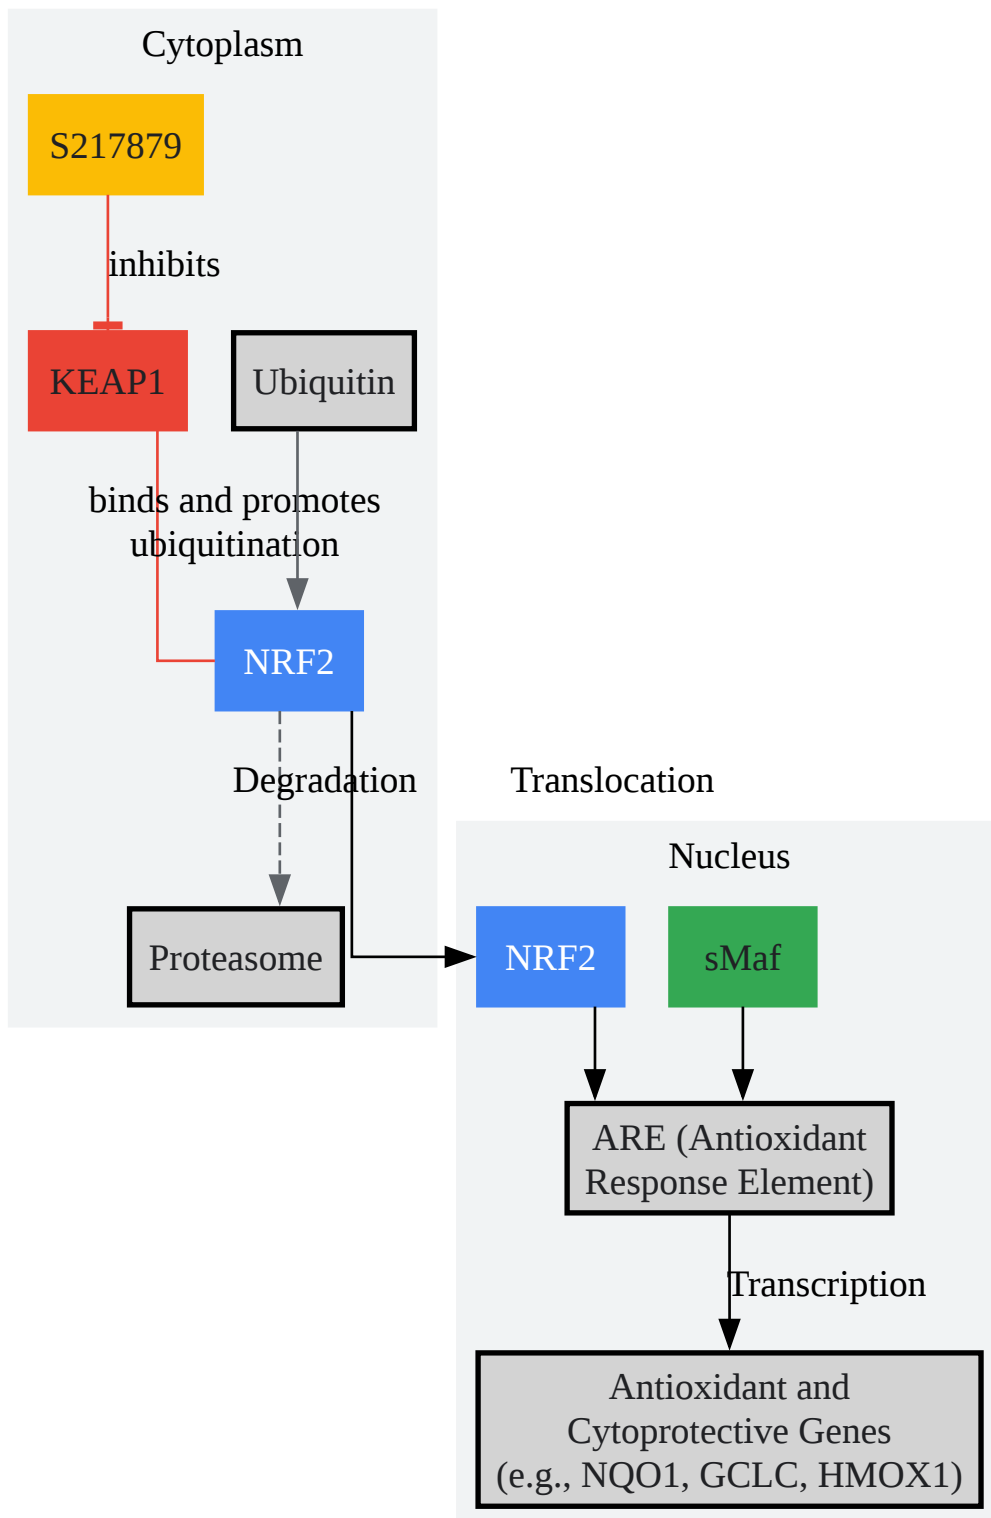 Cytoplasm
S217879
inhibits
KEAP1
Ubiquitin
binds and promotes
ubiquitination
NRF2
Degradation
Translocation
Proteasome
Nucleus
NRF2
sMaf
ARE (Antioxidant
Response Element)
Transcription
Antioxidant and
Cytoprotective Genes
(e.g., NQO1, GCLC, HMOX1)